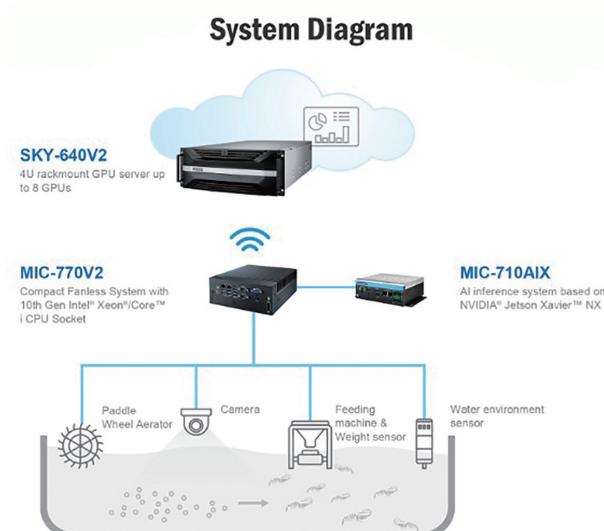 System Diagram
SKY-640V2
4U rackmount GPU server up
to 8 GPUs
MIC-770V2
Compact Fanless System with
10th Gen Intel® Xeon®/Core™
i CPU Socket
MIC-710AIX
AI inference system based on
NVIDIA® Jetson Xavier™ NX
Paddle
Wheel Aerator
Camera
Feeding
machine &
Weight sensor
Water environment
sensor